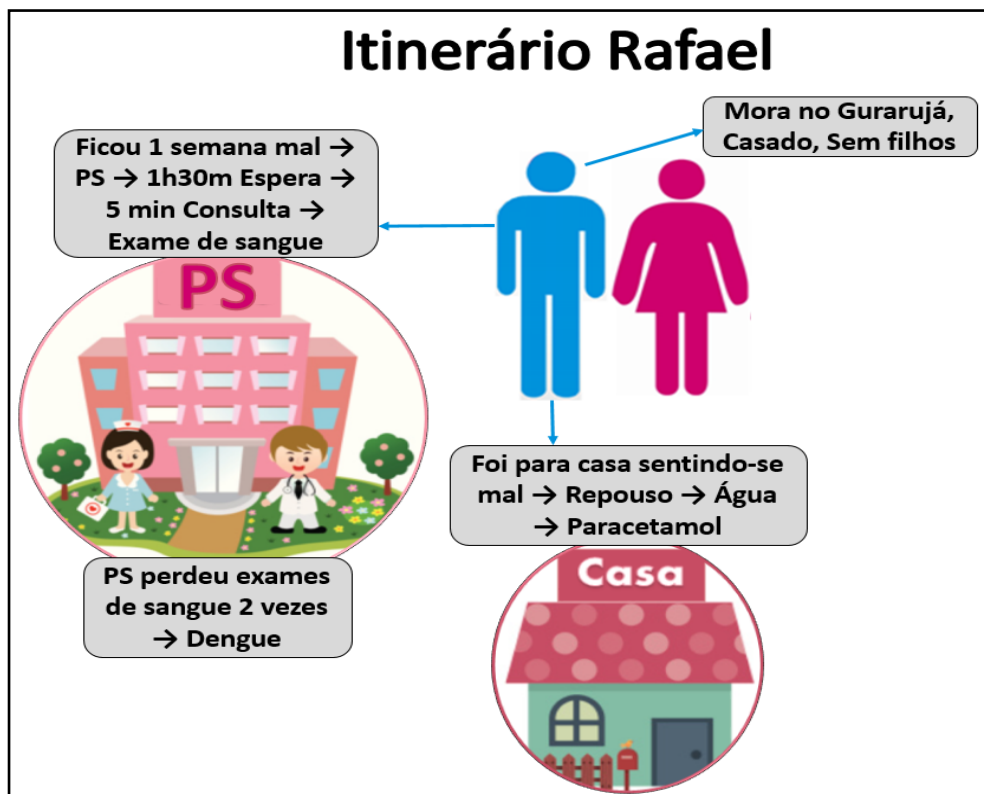 Itinerário Rafael
Mora no Gurarujá,
Casado, Sem filhos
Ficou 1 semana mal →
PS → 1h30m Espera →
5 min Consulta →
Exame de sangue
PS
PS perdeu exames
de sangue 2 vezes
→ Dengue
Foi para casa sentindo-se
mal → Repouso → Água
→ Paracetamol
Casa